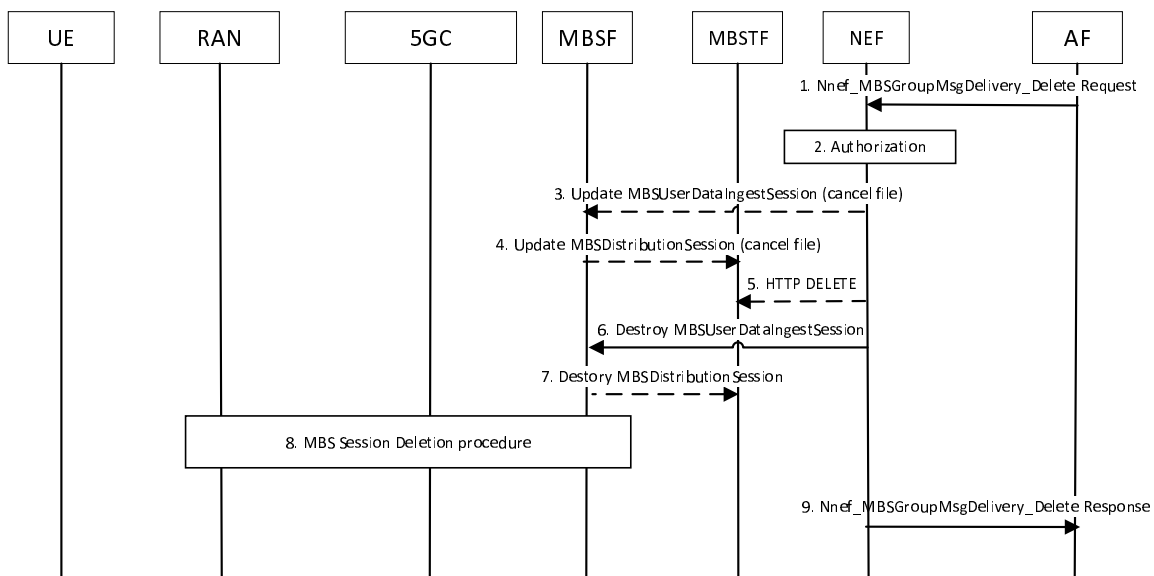 UE
RAN
5GC
MBSF
MBSTF
NEF
AF
1. Nnef_MBSGroupMsgDelivery_Delete Request
2. Authorization
3. Update MBSUserDataIngestSession (cancel file)
4. Update MBSDistributionSession (cancel file)
5. HTTP DELETE
6. Destroy MBSUserDataIngestSession
7. Destory MBSDistributionSession
8. MBS Session Deletion procedure
9. Nnef_MBSGroupMsgDelivery_Delete Response